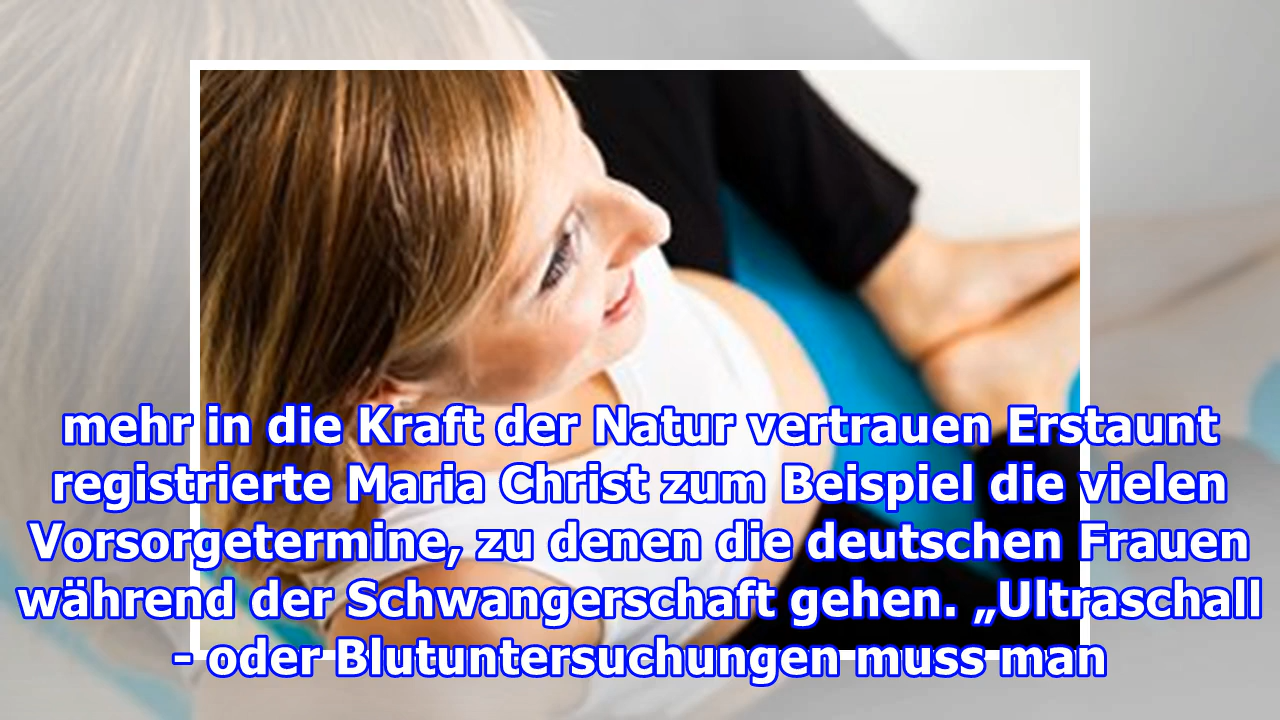 mehr in die Kraft der Natur vertrauen Erstaunt
registrierte Maria Christ zum Beispiel die vielen
Vorsorgetermine, zu denen die deutschen Frauen
während der Schwangerschaft gehen. „Ultraschall
- oder Blutuntersuchungen muss man